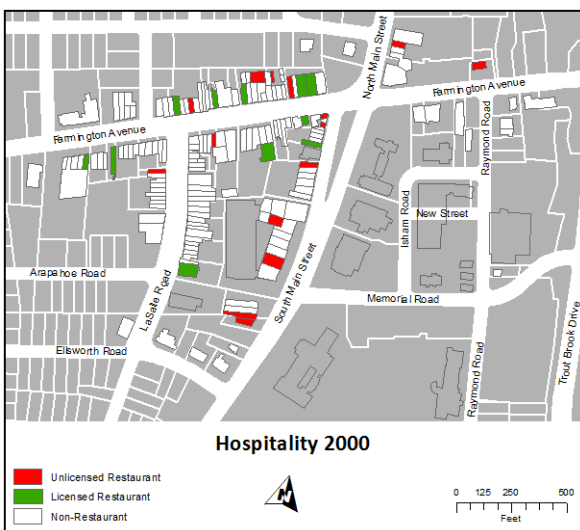 North Main Street
Farmington Avenue
Farmington Avenue
Raymond Road
Isham Road
New Street
Arapahoe Road
LaSalle Road
South Main Street
Memorial Road
Ellsworth Road
Raymond Road
Trout Brook Drive
Hospitality 2000
Unlicensed Restaurant
Licensed Restaurant
Non-Restaurant
N
0 125 250 500
Feet